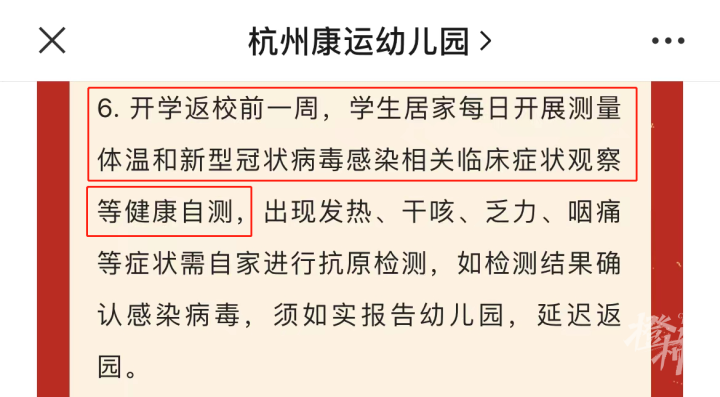 杭州康运幼儿园
6. 开学返校前一周，学生居家每日开展测量
体温和新型冠状病毒感染相关临床症状观察
等健康自测，出现发热、干咳、乏力、咽痛
等症状需自家进行抗原检测，如检测结果确
认感染病毒，须如实报告幼儿园，延迟返
园。
橙柿